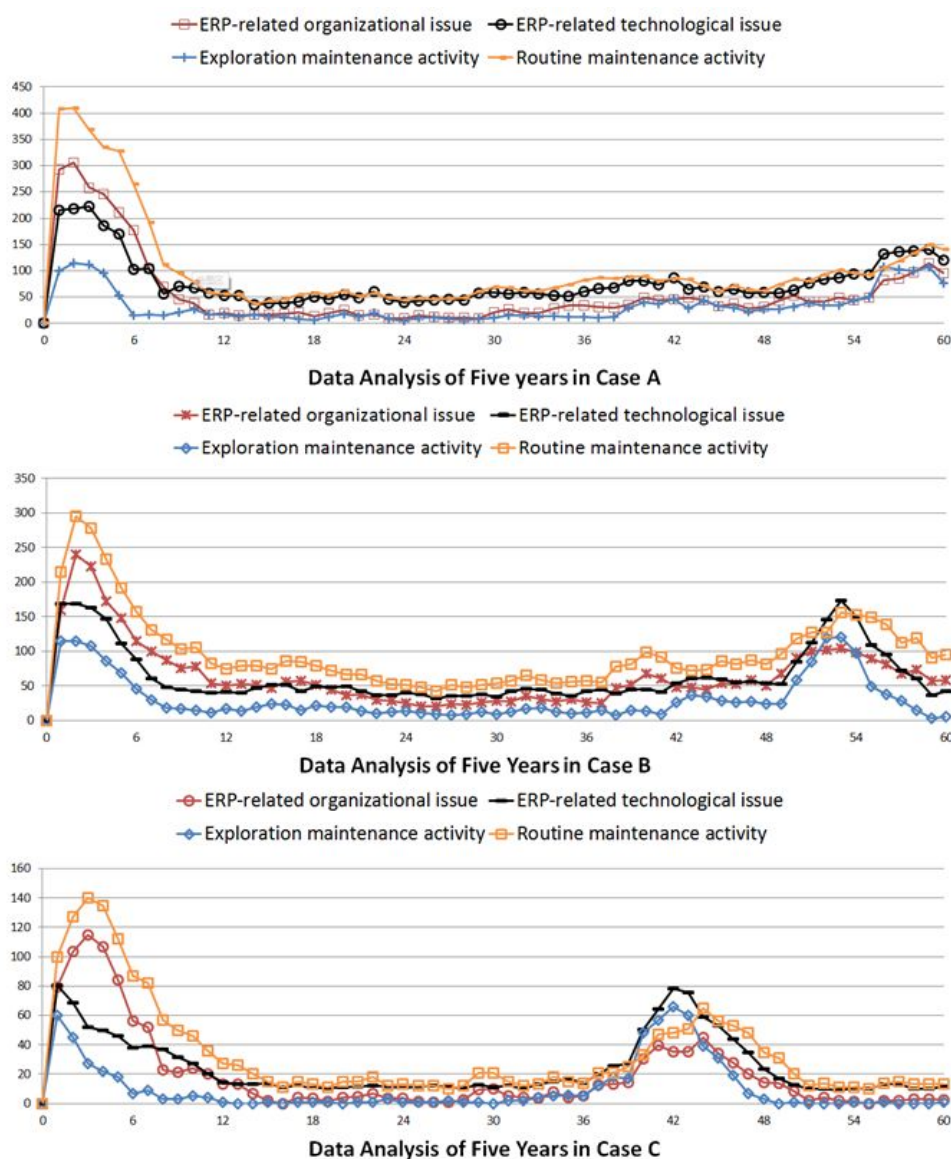 ERP-related organizational issue ERP-related technological issue
Exploration maintenance activity Routine maintenance activity
450
400
350
300
250
200
150
100
50
0
0 6 12 18 24 30 36 42 48 54 60
Data Analysis of Five years in Case A
ERP-related organizational issue ERP-related technological issue
Exploration maintenance activity Routine maintenance activity
350
300
250
200
150
100
50
0
0 6 12 18 24 30 36 42 48 54 60
Data Analysis of Five Years in Case B
ERP-related organizational issue ERP-related technological issue
Exploration maintenance activity Routine maintenance activity
160
140
120
100
80
60
40
20
0
0 6 12 18 24 30 36 42 48 54 60
Data Analysis of Five Years in Case C